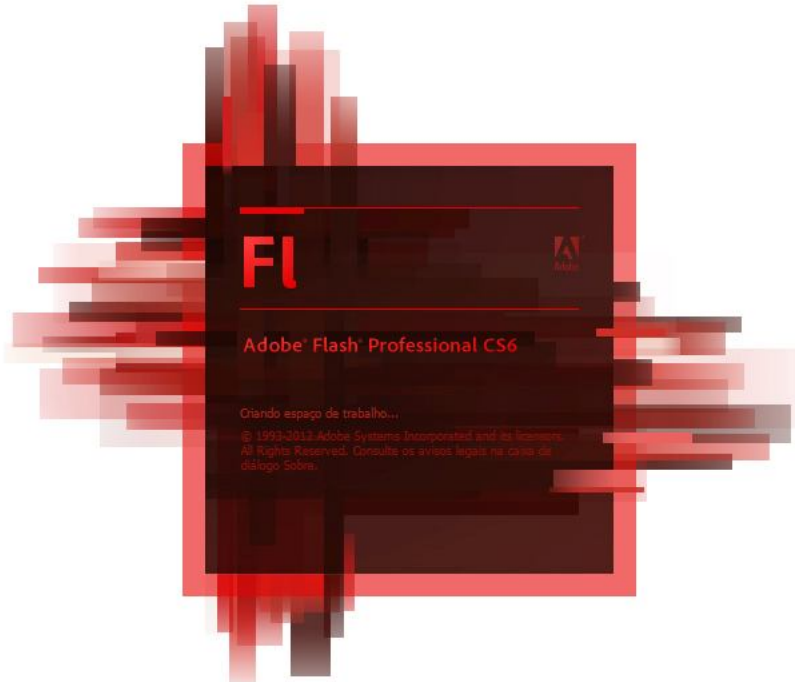 Fl
Adobe
Adobe® Flash® Professional CS6
Criando espaço de trabalho...
© 1993-2012 Adobe Systems Incorporated and its licensors.
All Rights Reserved. Consulte os avisos legais na caixa de
diálogo Sobre.